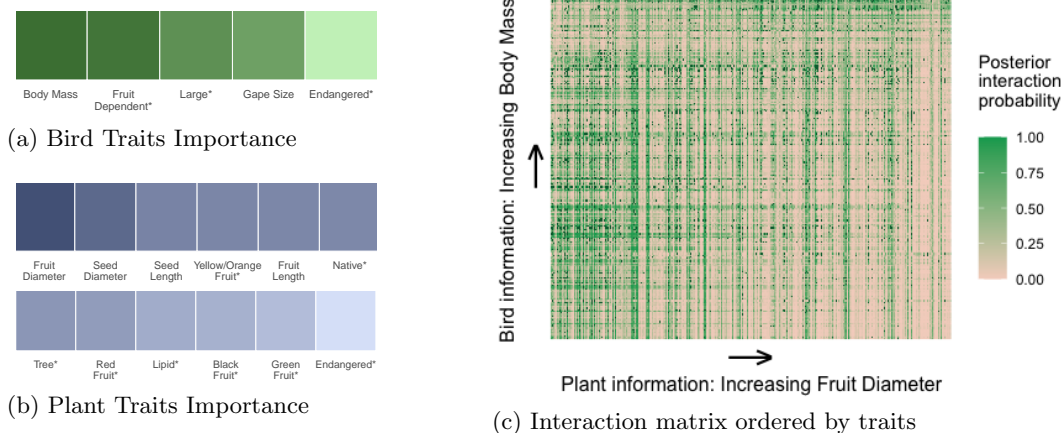 Body Mass
Fruit
Dependent*
Large*
Gape Size
Endangered*
(a) Bird Traits Importance
Fruit
Diameter
Seed
Diameter
Seed
Length
Yellow/Orange
Fruit*
Fruit
Length
Native*
Tree*
Red
Fruit*
Lipid*
Black
Fruit*
Green
Fruit*
Endangered*
(b) Plant Traits Importance
Bird information: Increasing Body Mass
Plant information: Increasing Fruit Diameter
Posterior
interaction
probability
1.00
0.75
0.50
0.25
0.00
(c) Interaction matrix ordered by traits